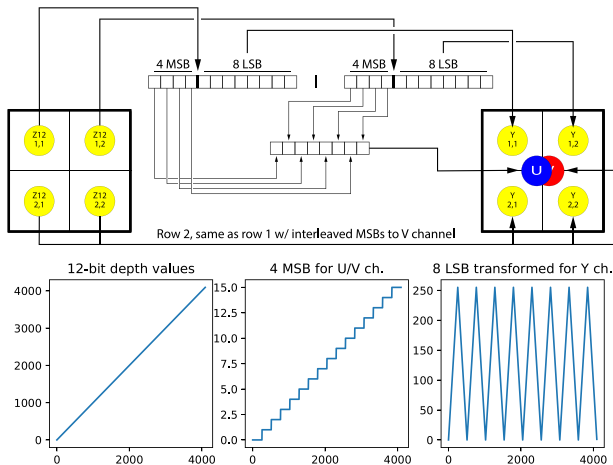 4 MSB 8 LSB 4 MSB 8 LSB
Z12 1,1
Z12 1,2
Z12 2,1
Z12 2,2
Y 1,1
Y 1,2
U
Y 2,1
Y 2,2
Row 2, same as row 1 w/ interleaved MSBs to V channel
12-bit depth values
4000
3000
2000
1000
0
0 2000 4000
4 MSB for U/V ch.
15.0
12.5
10.0
7.5
5.0
2.5
0.0
0 2000 4000
8 LSB transformed for Y ch.
250
200
150
100
50
0
0 2000 4000